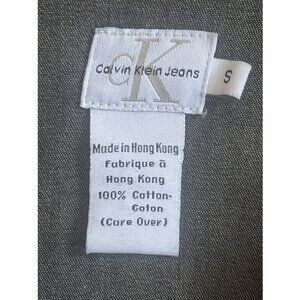 cK
Calvin Klein Jeans
S
Made in Hong Kong
Fabrique à
Hong Kong
100% Cotton-
Coton
(Care Over)